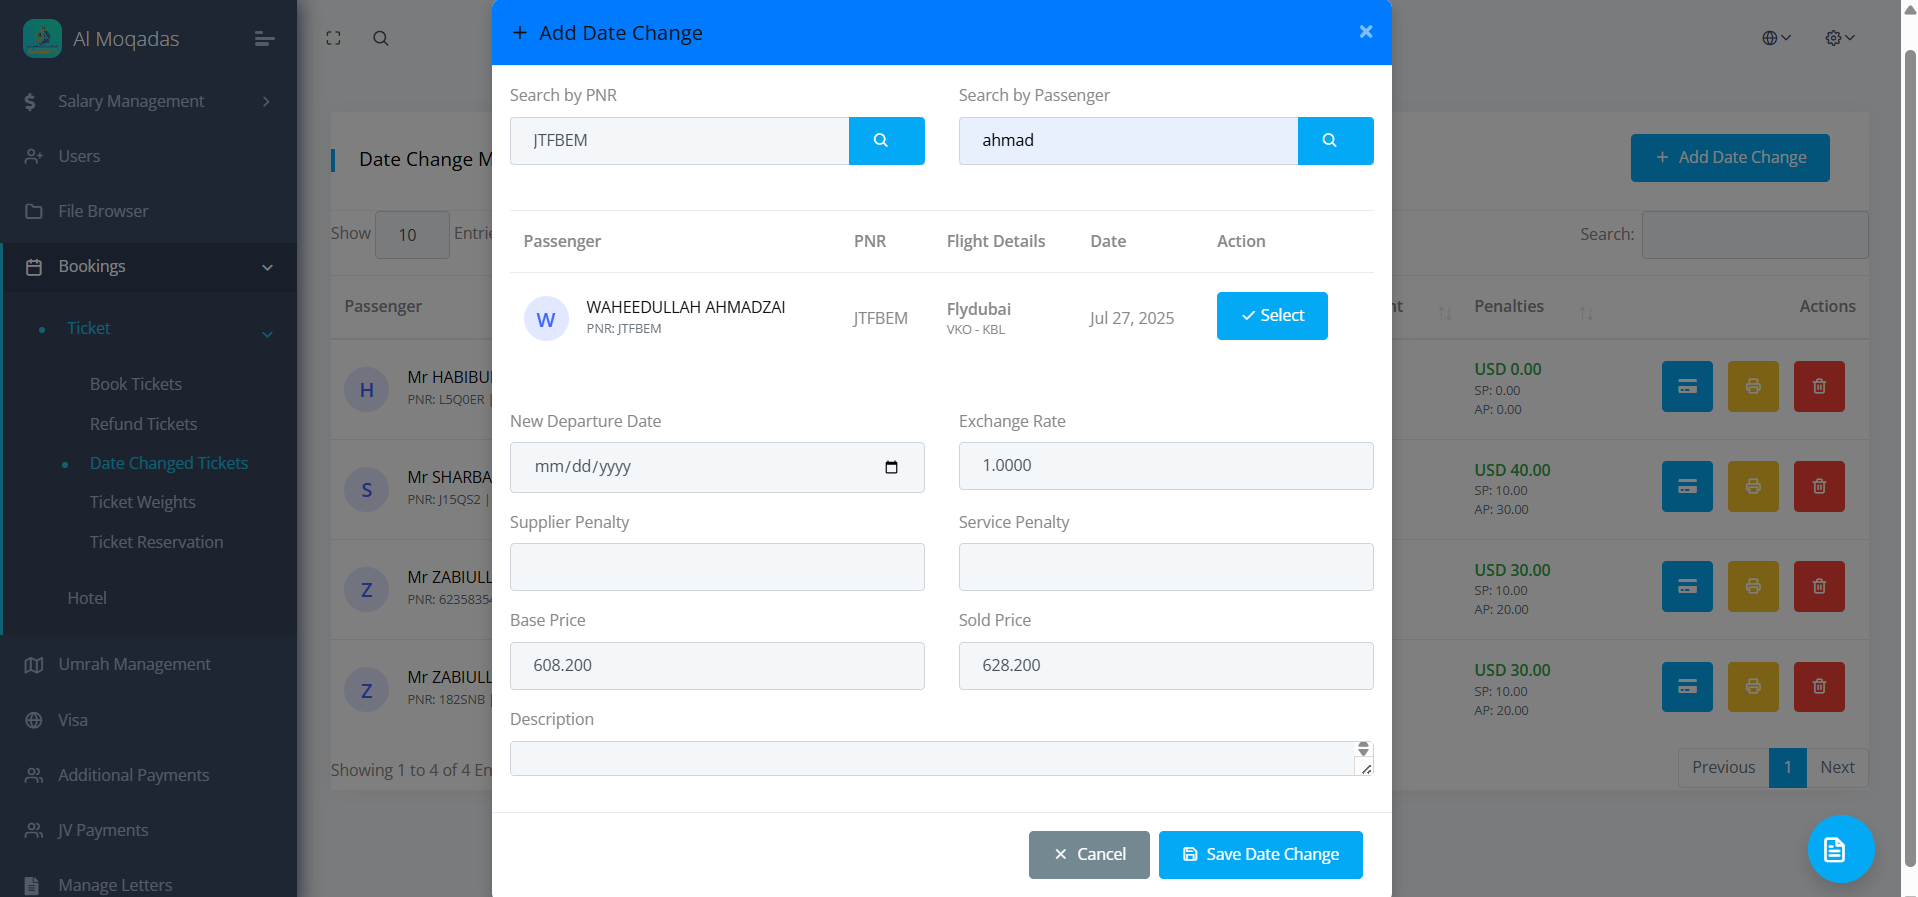 Al Moqadas
Salary Management
Users
File Browser
Bookings
Ticket
Book Tickets
Refund Tickets
Date Changed Tickets
Ticket Weights
Ticket Reservation
Hotel
Umrah Management
Visa
Additional Payments
JV Payments
Manage Letters
Date Change M
Add Date Change
Show 10 Entrie
Search:
Passenger
Penalties
Actions
H
Mr HABIBU
PNR: L5Q0ER |
USD 0.00
SP: 0.00
AP: 0.00
S
Mr SHARBA
PNR: J15QS2 |
USD 40.00
SP: 10.00
AP: 30.00
Z
Mr ZABIULL
PNR: 6235835
USD 30.00
SP: 10.00
AP: 20.00
Z
Mr ZABIULL
PNR: 182SNB |
USD 30.00
SP: 10.00
AP: 20.00
Showing 1 to 4 of 4 En
Previous 1 Next
+ Add Date Change ×
Search by PNR
JTFBEM
Search by Passenger
ahmad
Passenger PNR Flight Details Date Action
W
WAHEEDULLAH AHMADZAI
PNR: JTFBEM
JTFBEM
Flydubai
VKO - KBL
Jul 27, 2025
Select
New Departure Date
mm/dd/yyyy
Exchange Rate
1.0000
Supplier Penalty
Service Penalty
Base Price
608.200
Sold Price
628.200
Description
Cancel
Save Date Change